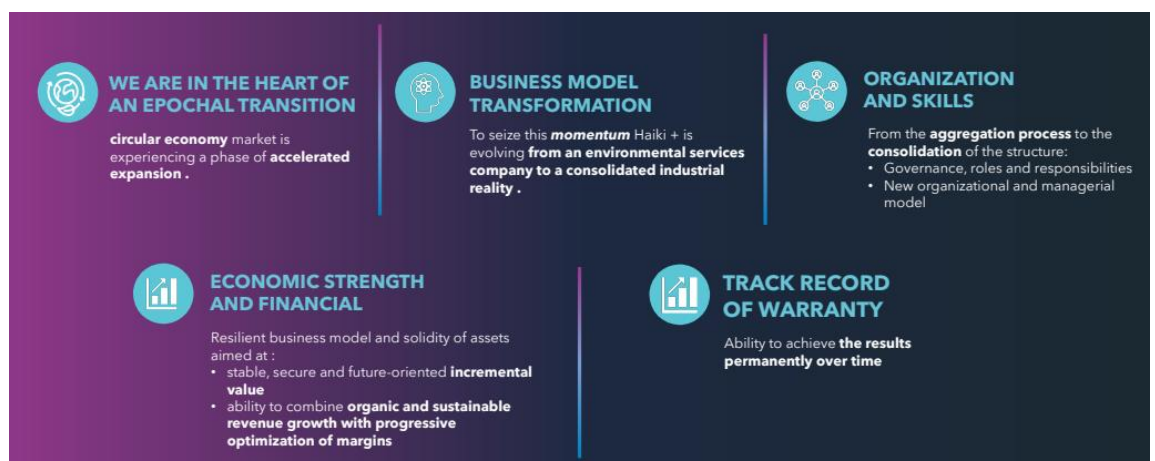 WE ARE IN THE HEART OF
AN EPOCHAL TRANSITION
circular economy market is
experiencing a phase of accelerated
expansion .
BUSINESS MODEL
TRANSFORMATION
To seize this momentum Haiki + is
evolving from an environmental services
company to a consolidated industrial
reality .
ORGANIZATION
AND SKILLS
From the aggregation process to the
consolidation of the structure:
• Governance, roles and responsibilities
• New organizational and managerial
model
ECONOMIC STRENGTH
AND FINANCIAL
Resilient business model and solidity of assets
aimed at :
• stable, secure and future-oriented incremental
value
• ability to combine organic and sustainable
revenue growth with progressive
optimization of margins
TRACK RECORD
OF WARRANTY
Ability to achieve the results
permanently over time